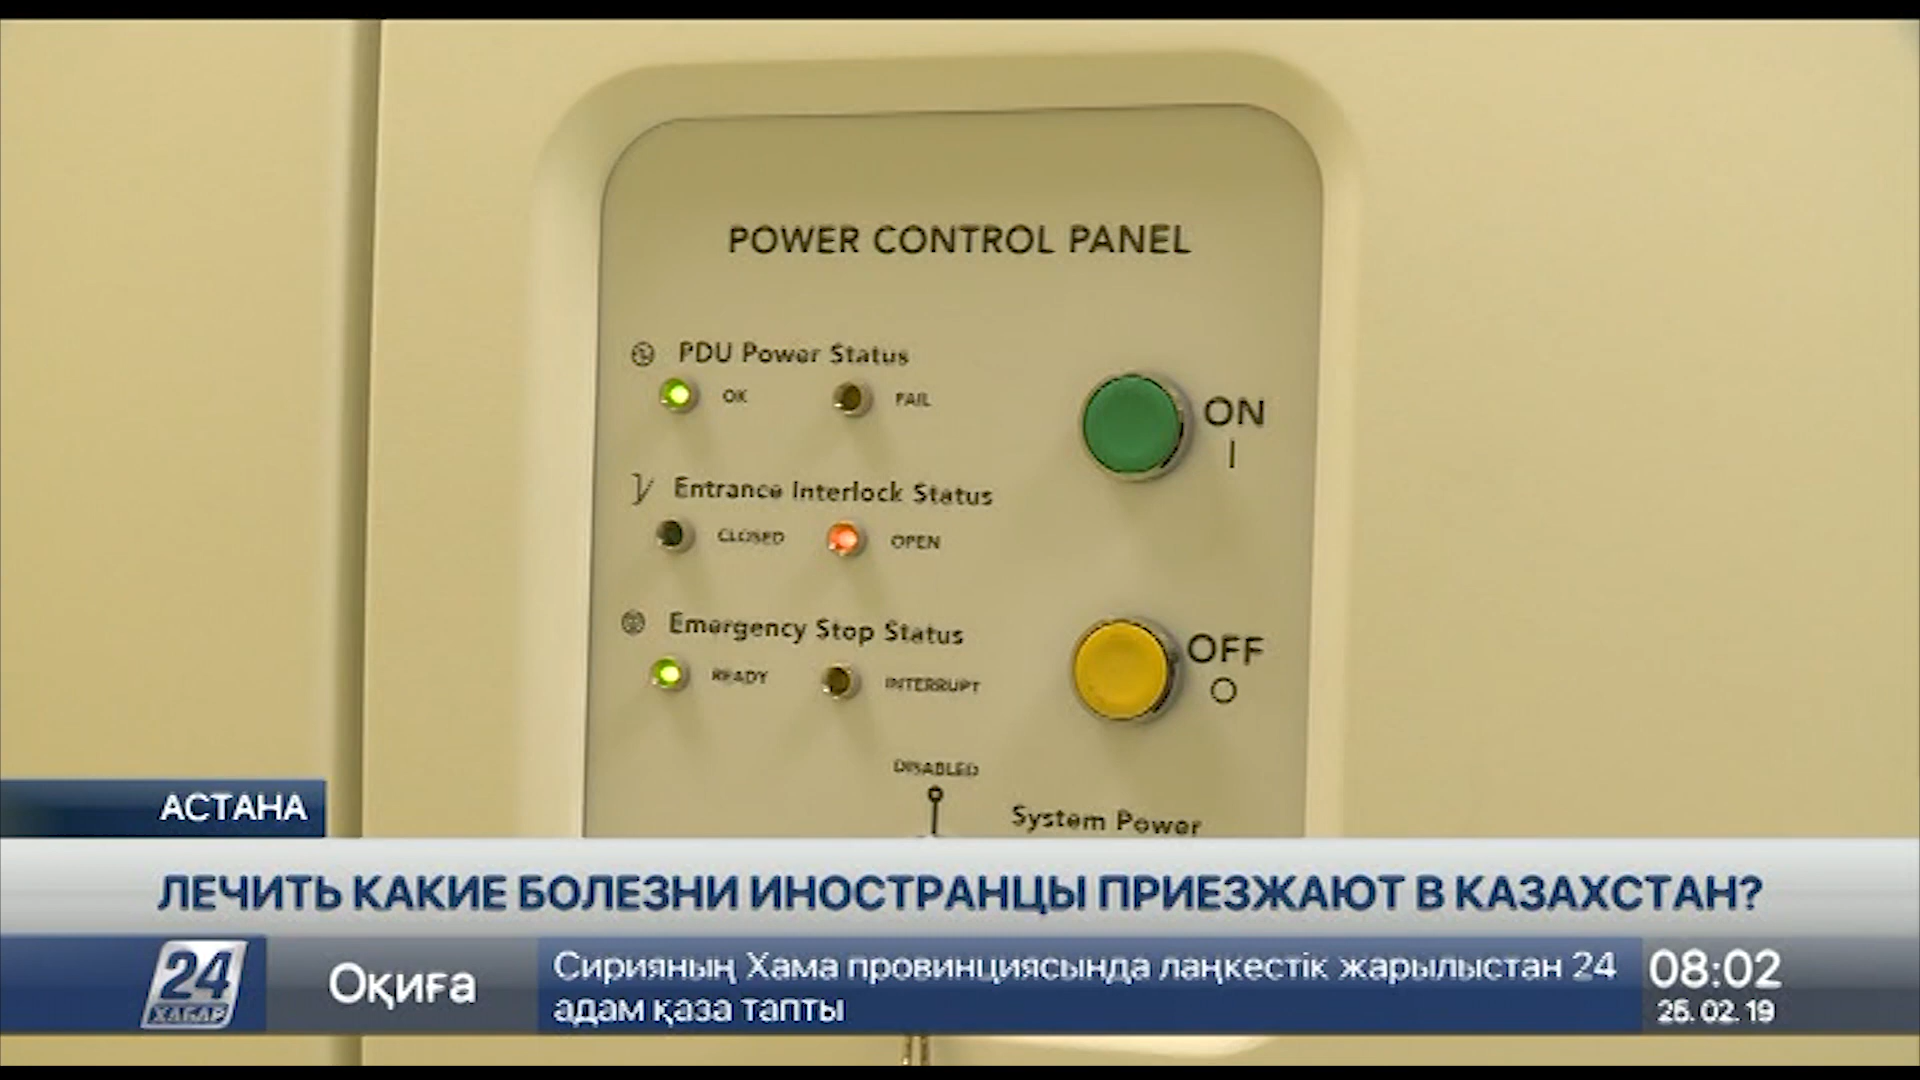 POWER CONTROL PANEL
PDU Power Status
OK FAIL
ON
I
Entrance Interlock Status
CLOSED OPEN
Emergency Stop Status
READY INTERRUPT
OFF
O
DISABLED
System Power
АСТАНА
ЛЕЧИТЬ КАКИЕ БОЛЕЗНИ ИНОСТРАНЦЫ ПРИЕЗЖАЮТ В КАЗАХСТАН?
24
ХАБАР
Оқиға
Сирияның Хама провинциясында лаңкестік жарылыстан 24
адам қаза тапты
08:02
25. 02. 19